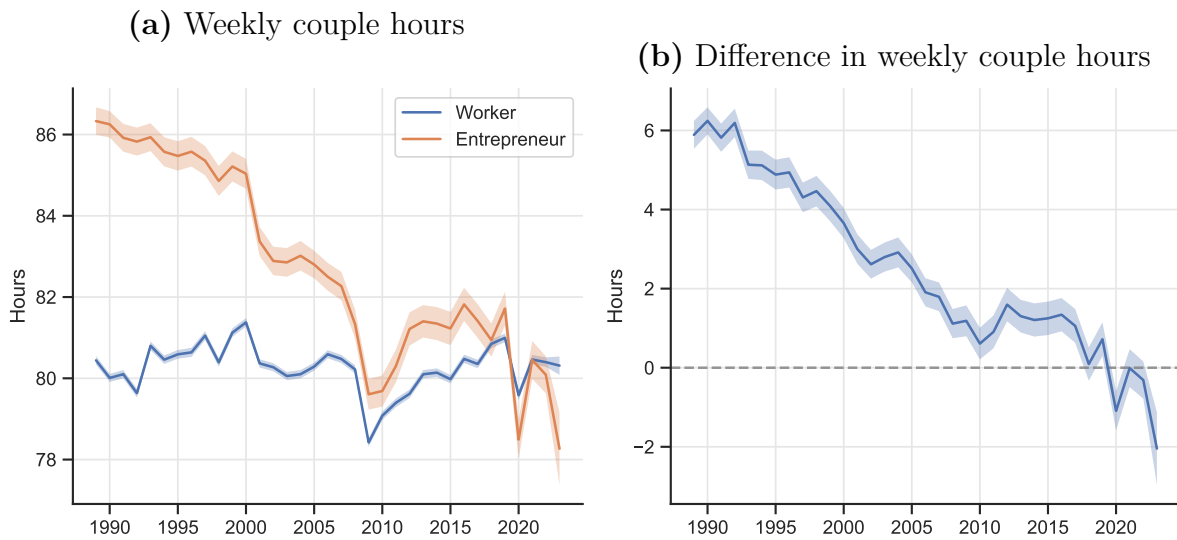 (a) Weekly couple hours
Worker
Entrepreneur
86
84
82
80
78
Hours
1990 1995 2000 2005 2010 2015 2020
(b) Difference in weekly couple hours
6
4
2
0
−2
Hours
1990 1995 2000 2005 2010 2015 2020